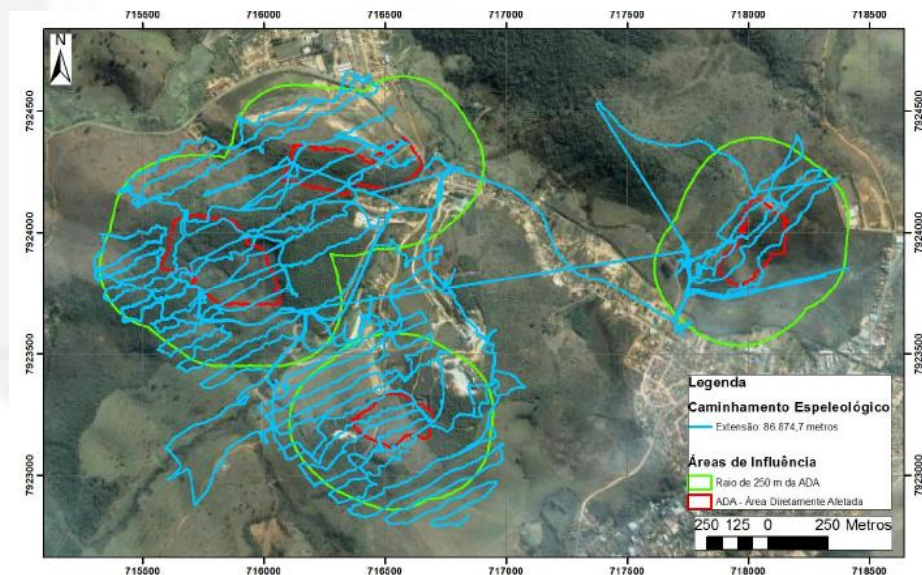 715500 716000 716500 717000 717500 718000 718500
N
7924500 7924500
7924000 7924000
7923500 7923500
7923000 7923000
Legenda
Caminhamento Espeleológico
Extensão: 86.874,7 metros
Áreas de Influência
Raio de 250 m da ADA
ADA - Área Diretamente Afetada
250 125 0 250 Metros
715500 716000 716500 717000 717500 718000 718500